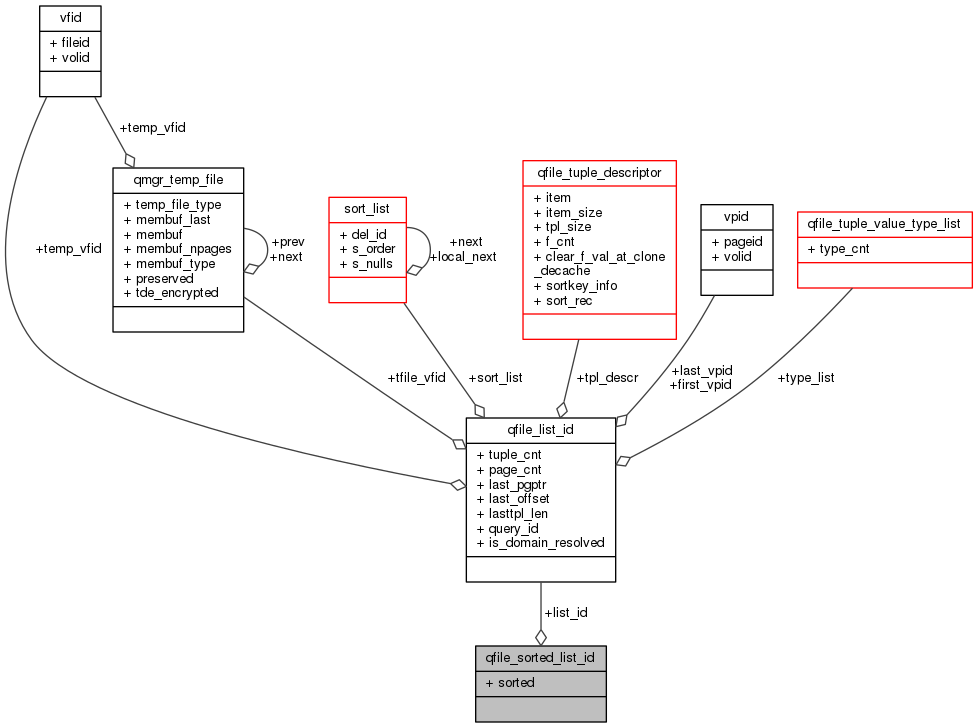 vfid
+ fileid
+ volid
+temp_vfid
+temp_vfid
qmgr_temp_file
+ temp_file_type
+ membuf_last
+ membuf
+ membuf_npages
+ membuf_type
+ preserved
+ tde_encrypted
+prev
+next
sort_list
+ del_id
+ s_order
+ s_nulls
+next
+local_next
qfile_tuple_descriptor
+ item
+ item_size
+ tpl_size
+ f_cnt
+ clear_f_val_at_clone
_decache
+ sortkey_info
+ sort_rec
vpid
+ pageid
+ volid
qfile_tuple_value_type_list
+ type_cnt
+tfile_vfid
+sort_list
+tpl_descr
+last_vpid
+first_vpid
+type_list
qfile_list_id
+ tuple_cnt
+ page_cnt
+ last_pgptr
+ last_offset
+ lasttpl_len
+ query_id
+ is_domain_resolved
+list_id
qfile_sorted_list_id
+ sorted